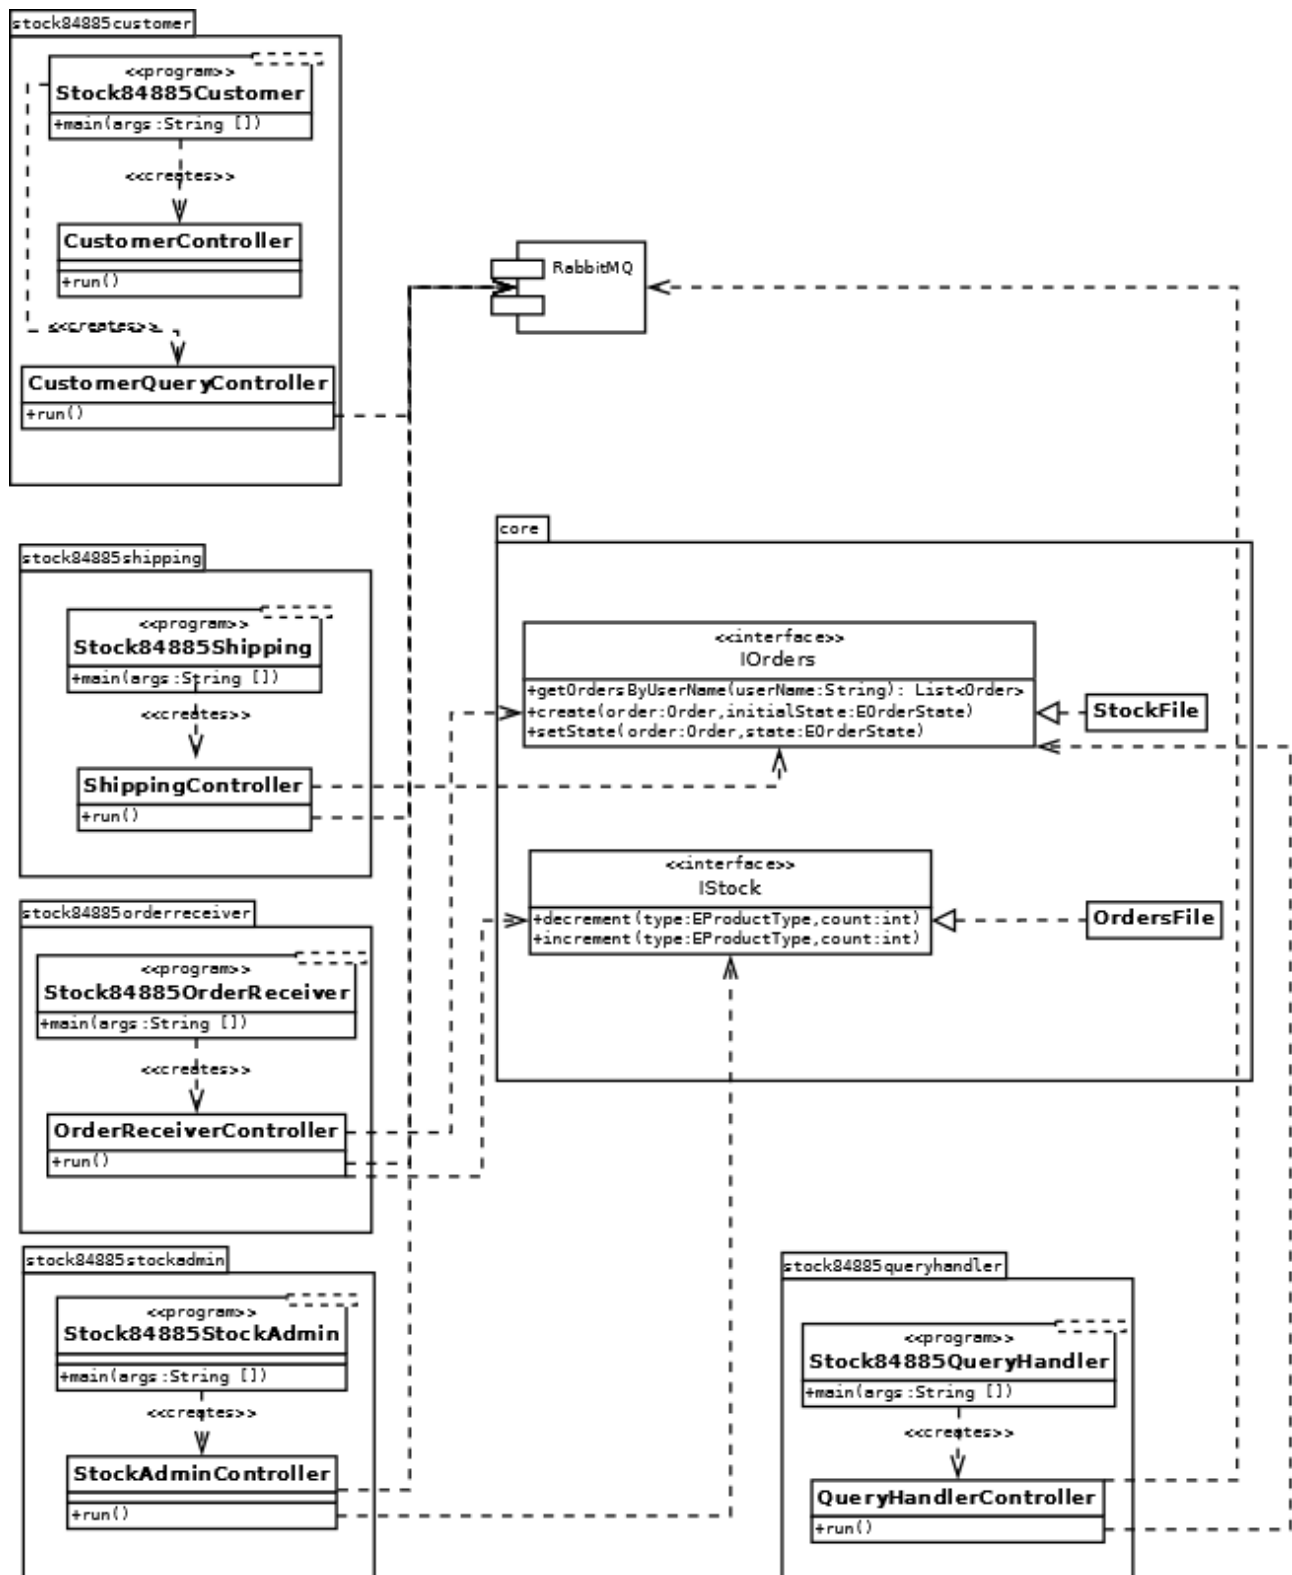 stock84885customer
<<program>>
Stock84885Customer
+main(args:String [])
<<creates>>
CustomerController
+run()
<<creates>>
CustomerQueryController
+run()
RabbitMQ
stock84885shipping
<<program>>
Stock84885Shipping
+main(args:String [])
<<creates>>
ShippingController
+run()
core
<<interface>>
IOrders
+getOrdersByUserName(userName:String): List<Order>
+create(order:Order,initialState:EOrderState)
+setState(order:Order,state:EOrderState)
StockFile
<<interface>>
IStock
+decrement(type:EProductType,count:int)
+increment(type:EProductType,count:int)
OrdersFile
stock84885orderreceiver
<<program>>
Stock84885OrderReceiver
+main(args:String [])
<<creates>>
OrderReceiverController
+run()
stock84885stockadmin
<<program>>
Stock84885StockAdmin
+main(args:String [])
<<creates>>
StockAdminController
+run()
stock84885queryhandler
<<program>>
Stock84885QueryHandler
+main(args:String [])
<<creates>>
QueryHandlerController
+run()